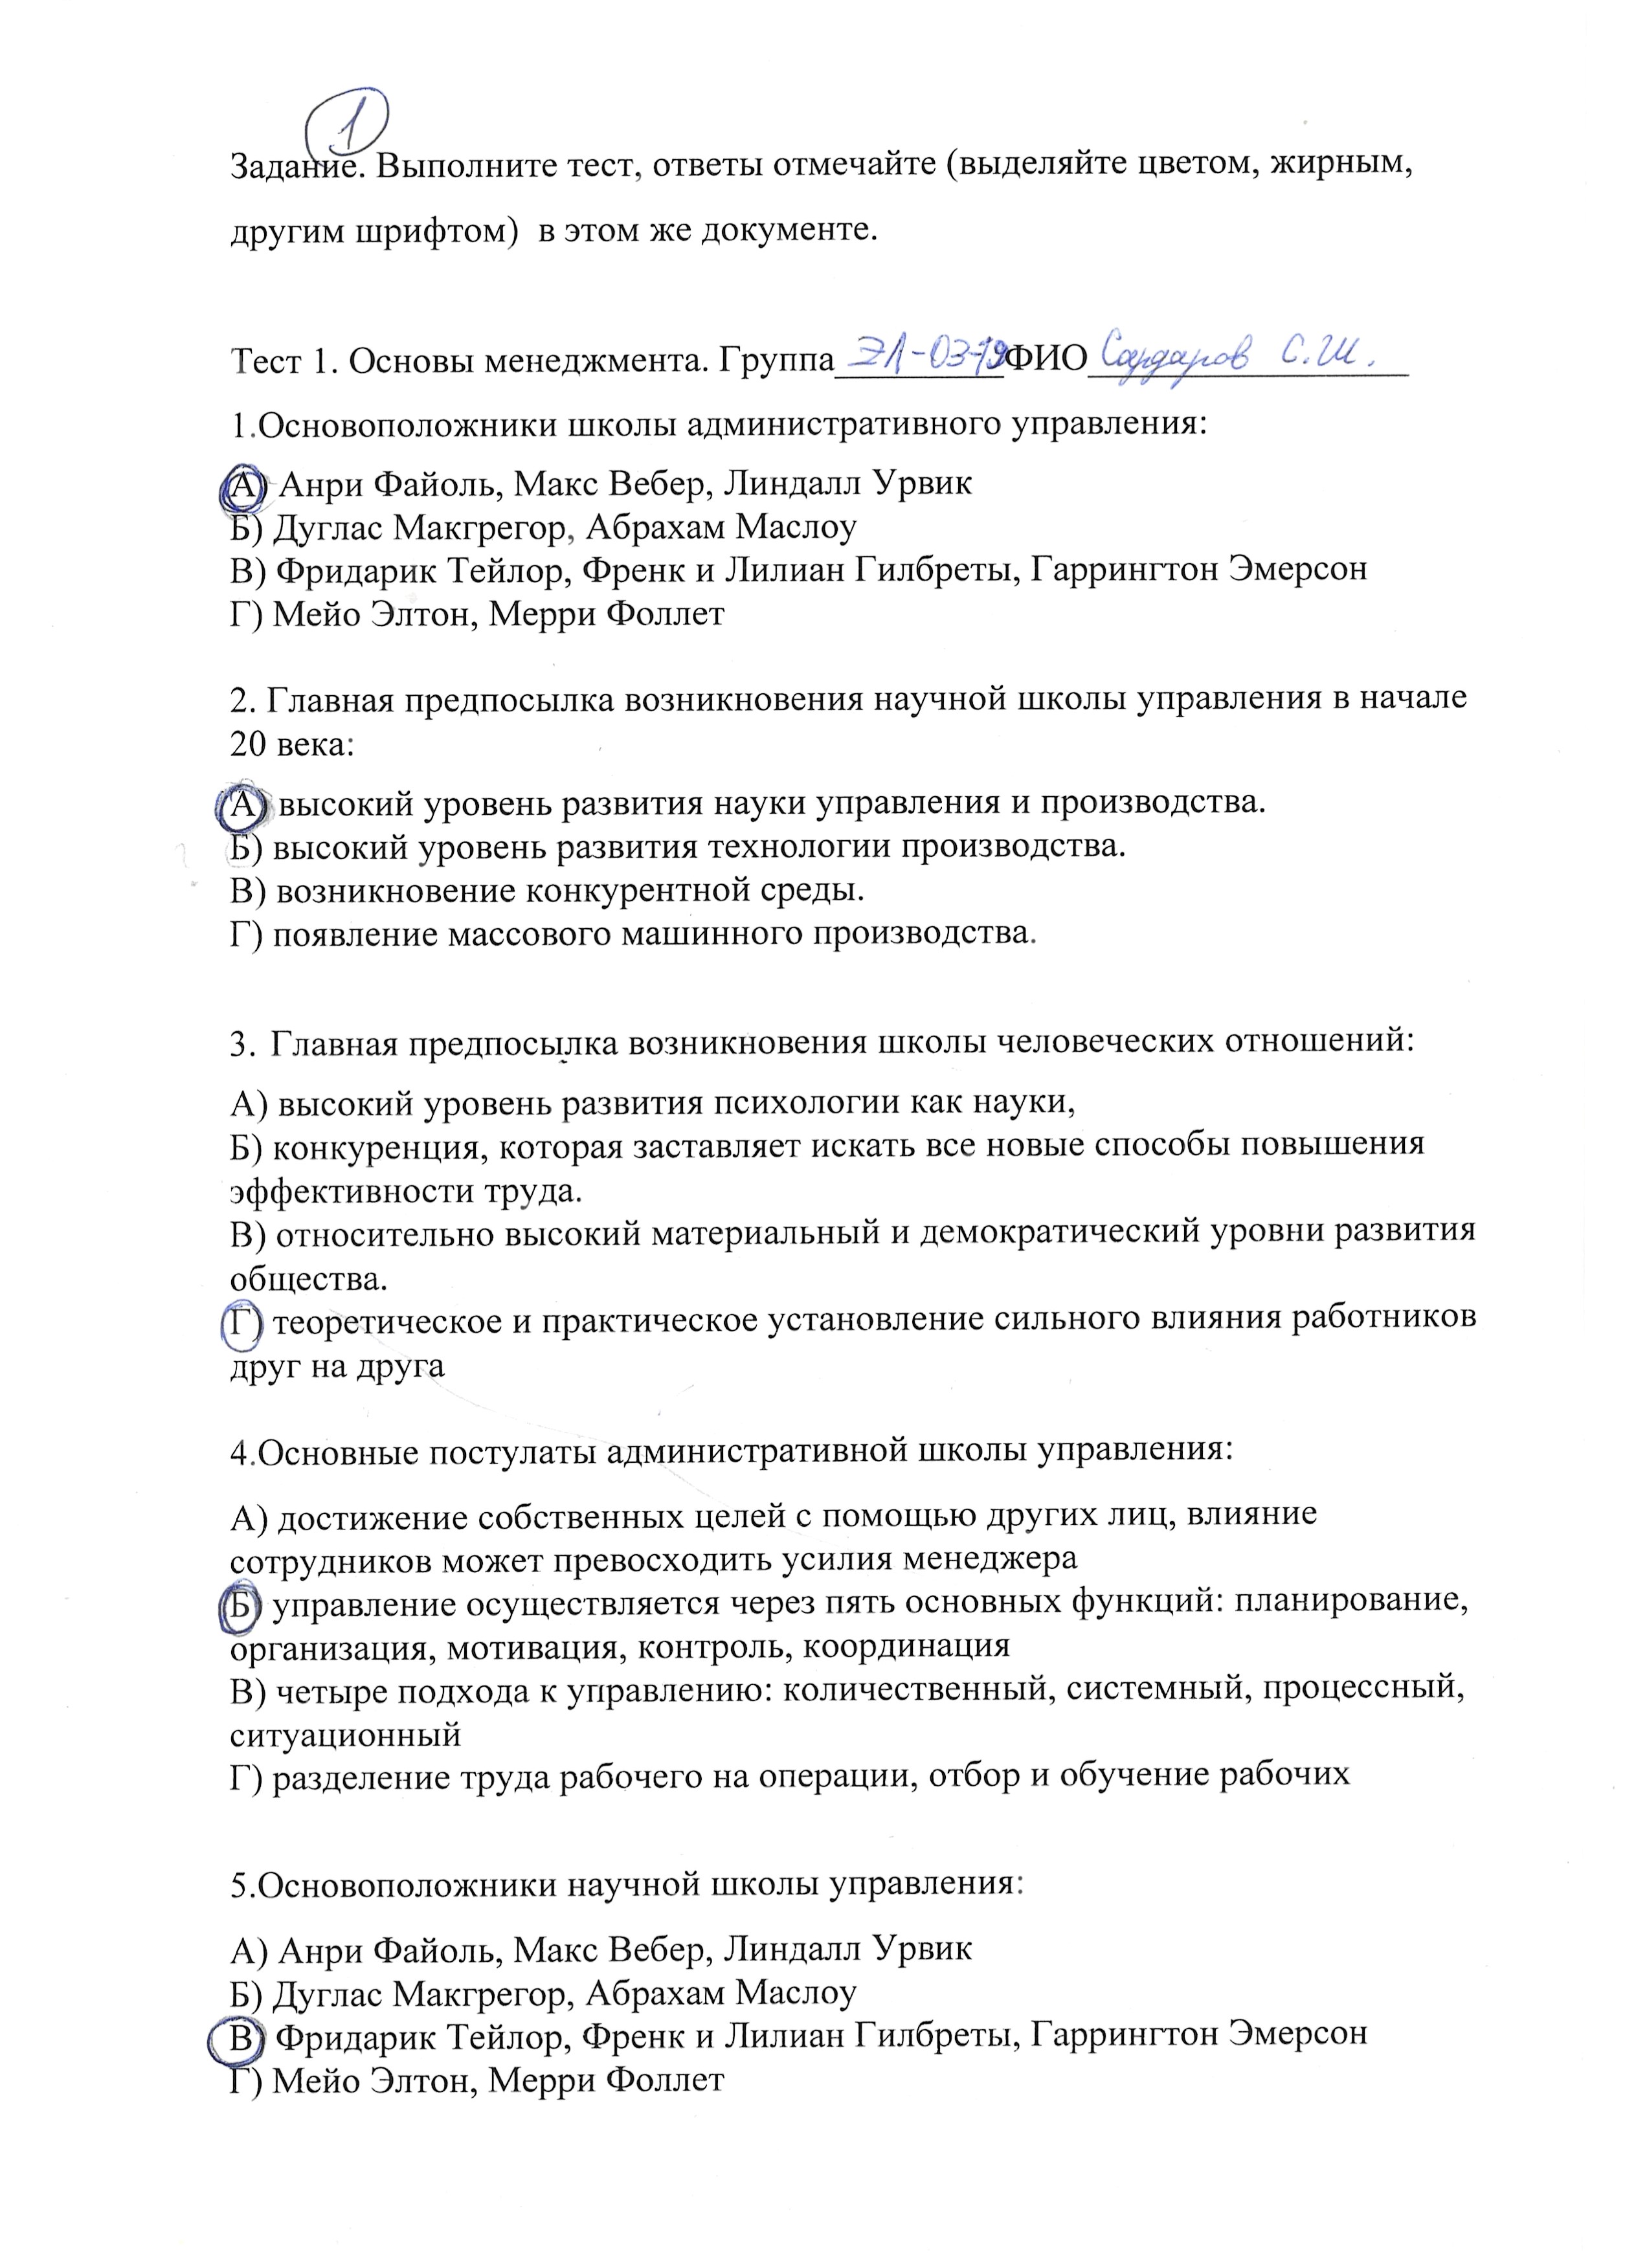 1
Задание. Выполните тест, ответы отмечайте (выделяйте цветом, жирным,
другим шрифтом) в этом же документе.
Тест 1. Основы менеджмента. Группа ЭЛ-03-19 ФИО Сардаров С.Ш.
1.Основоположники школы административного управления:
А) Анри Файоль, Макс Вебер, Линдалл Урвик
Б) Дуглас Макгрегор, Абрахам Маслоу
В) Фридарик Тейлор, Френк и Лилиан Гилбреты, Гаррингтон Эмерсон
Г) Мейо Элтон, Мерри Фоллет
2. Главная предпосылка возникновения научной школы управления в начале
20 века:
А) высокий уровень развития науки управления и производства.
Б) высокий уровень развития технологии производства.
В) возникновение конкурентной среды.
Г) появление массового машинного производства.
3. Главная предпосылка возникновения школы человеческих отношений:
А) высокий уровень развития психологии как науки,
Б) конкуренция, которая заставляет искать все новые способы повышения
эффективности труда.
В) относительно высокий материальный и демократический уровни развития
общества.
Г) теоретическое и практическое установление сильного влияния работников
друг на друга
4.Основные постулаты административной школы управления:
А) достижение собственных целей с помощью других лиц, влияние
сотрудников может превосходить усилия менеджера
Б) управление осуществляется через пять основных функций: планирование,
организация, мотивация, контроль, координация
В) четыре подхода к управлению: количественный, системный, процессный,
ситуационный
Г) разделение труда рабочего на операции, отбор и обучение рабочих
5.Основоположники научной школы управления:
А) Анри Файоль, Макс Вебер, Линдалл Урвик
Б) Дуглас Макгрегор, Абрахам Маслоу
В) Фридарик Тейлор, Френк и Лилиан Гилбреты, Гаррингтон Эмерсон
Г) Мейо Элтон, Мерри Фоллет